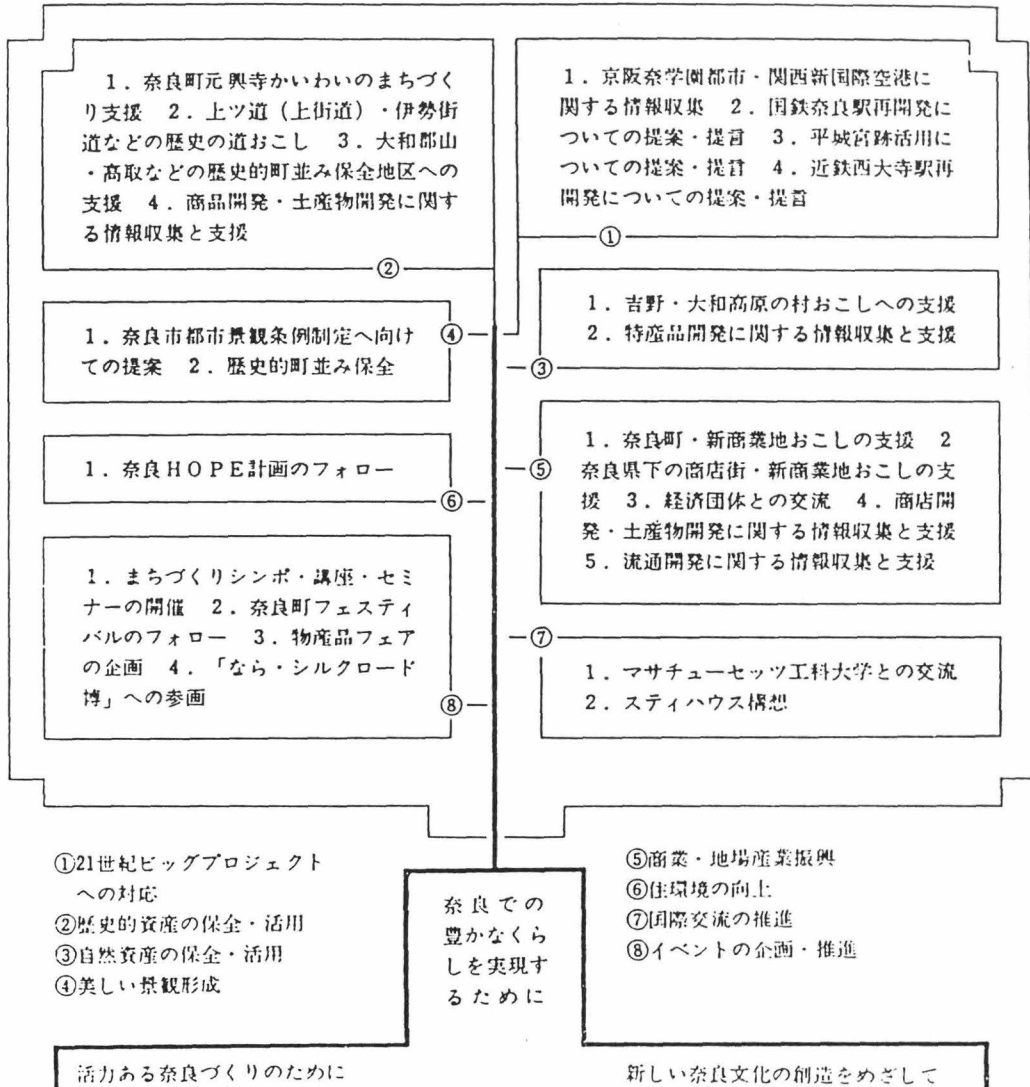 1．奈良町元興寺かいわいのまちづく
り支援　2．上ツ道（上街道）・伊勢街
道などの歴史の道おこし　3．大和郡山
・高取などの歴史的町並み保全地区への
支援　4．商品開発・土産物開発に関す
る情報収集と支援
②
1．京阪奈学園都市・関西新国際空港に
関する情報収集　2．国鉄奈良駅再開発に
ついての提案・提言　3．平城宮跡活用に
ついての提案・提言　4．近鉄西大寺駅再
開発についての提案・提言
①
1．奈良市都市景観条例制定へ向け
ての提案　2．歴史的町並み保全
④
1．吉野・大和高原の村おこしへの支援
2．特産品開発に関する情報収集と支援
③
1．奈良HOPE計画のフォロー
⑥
1．奈良町・新商業地おこしの支援　2
奈良県下の商店街・新商業地おこしの支
援　3．経済団体との交流　4．商店開
発・土産物開発に関する情報収集と支援
5．流通開発に関する情報収集と支援
⑤
1．まちづくりシンポ・講座・セミ
ナーの開催　2．奈良町フェスティ
バルのフォロー　3．物産品フェア
の企画　4．「なら・シルクロード
博」への参画
⑧
⑦
1．マサチューセッツ工科大学との交流
2．スティハウス構想
①21世紀ビッグプロジェクト
への対応
②歴史的資産の保全・活用
③自然資産の保全・活用
④美しい景観形成
⑤商業・地場産業振興
⑥住環境の向上
⑦国際交流の推進
⑧イベントの企画・推進
奈良での
豊かなくら
しを実現す
るために
活力ある奈良づくりのために
新しい奈良文化の創造をめざして